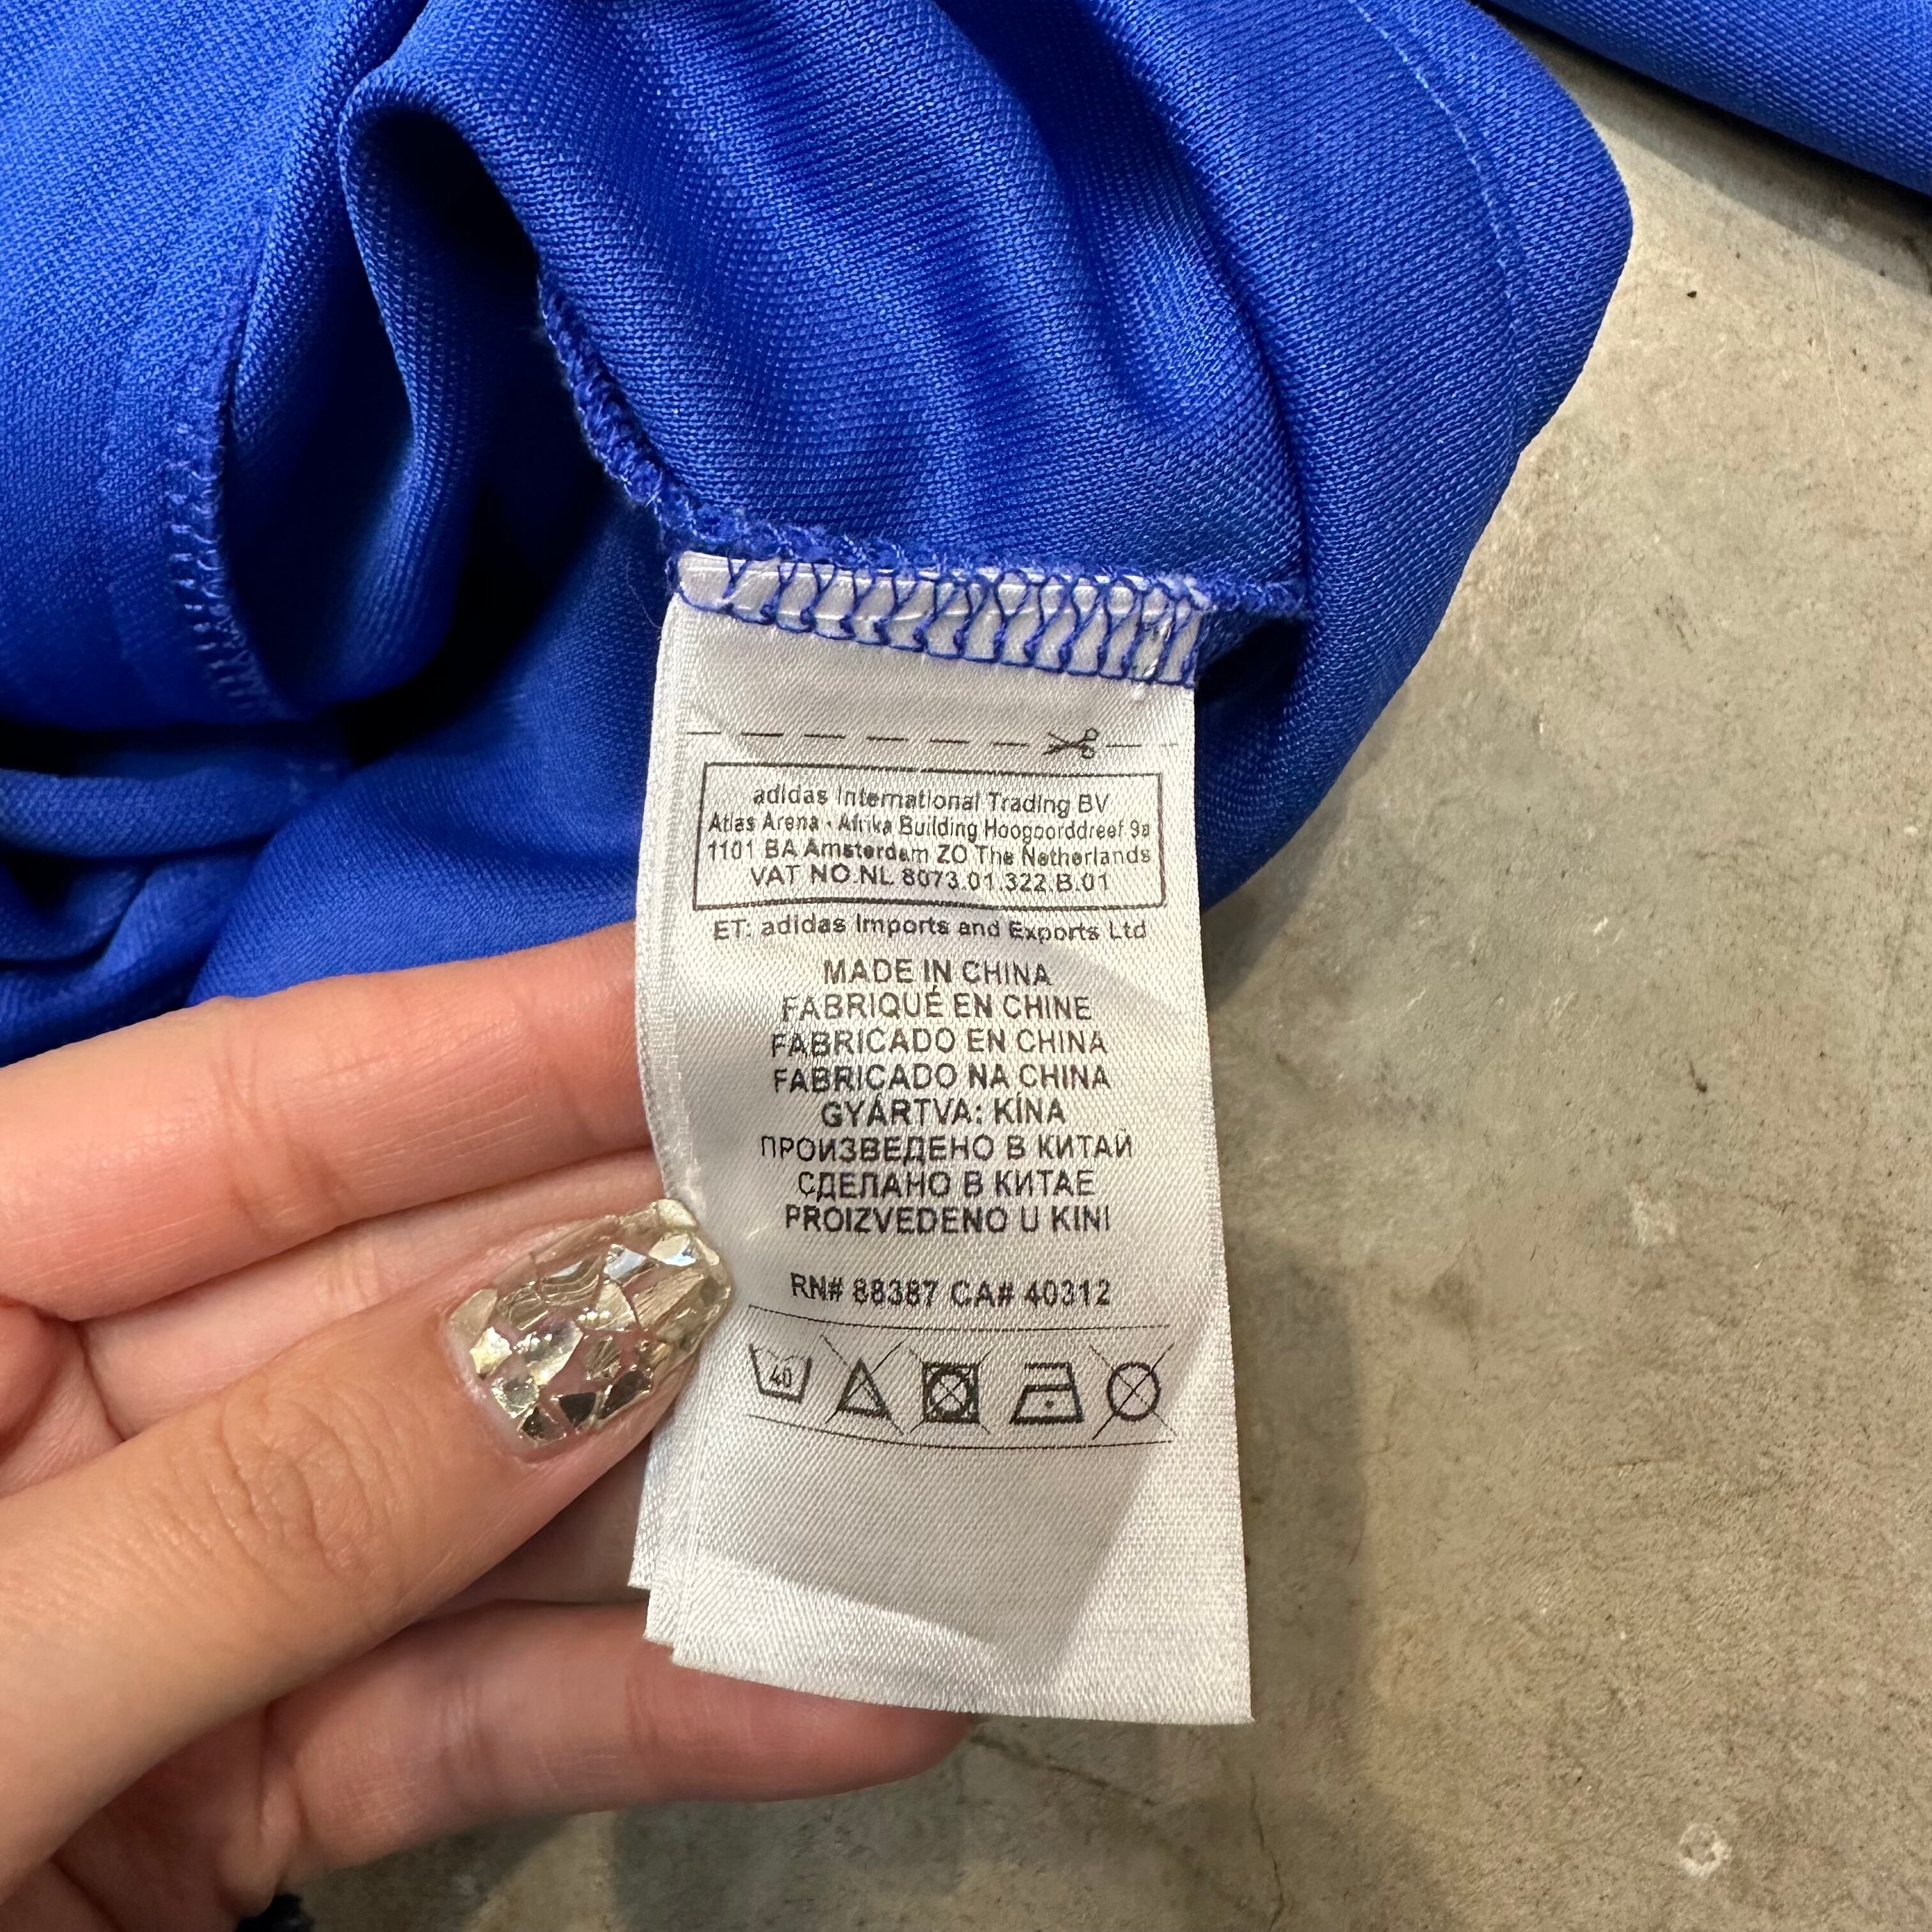 adidas International Trading BV
Atlas Arena • Afrika Building Hoogoorddreef 9a
1101 BA Amsterdam ZO The Netherlands
VAT NO.NL 8073.01.322.B.01
ET: adidas Imports and Exports Ltd
MADE IN CHINA
FABRIQUÉ EN CHINE
FABRICADO EN CHINA
FABRICADO NA CHINA
GYÁRTVA: KÍNA
ПРОИЗВЕДЕНО В КИТАЙ
СДЕЛАНО В КИТАЕ
PROIZVEDENO U KINI
RN# 88387 CA# 40312
40